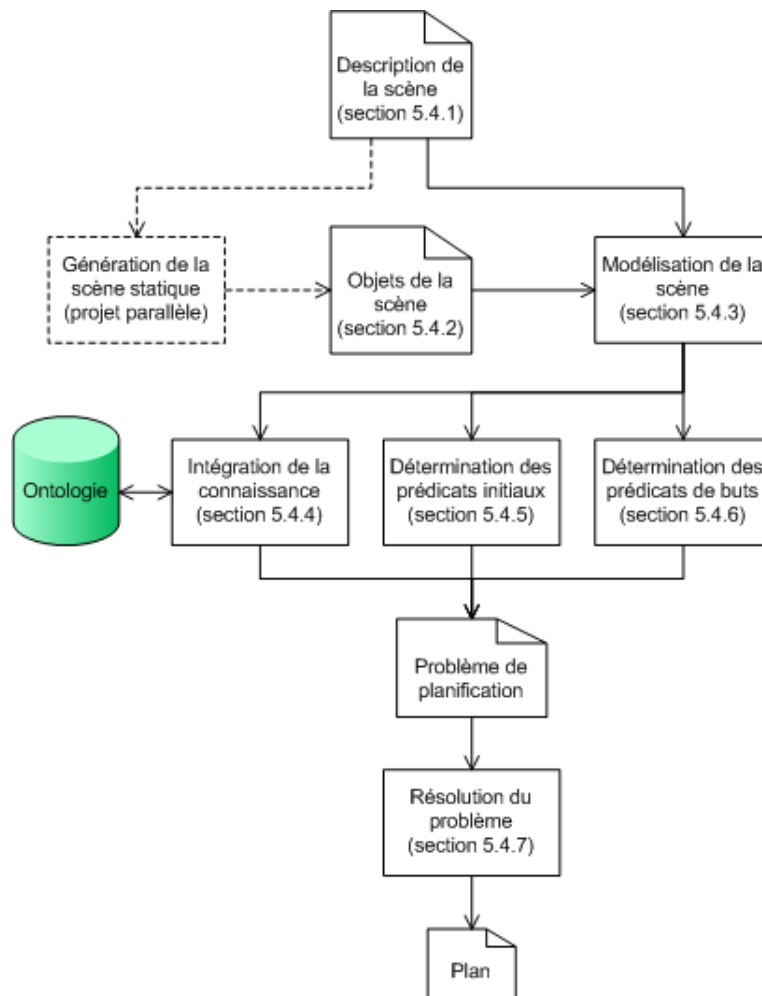 Description de
la scène
(section 5.4.1)
Génération de la
scène statique
(projet parallèle)
Objets de la
scène
(section 5.4.2)
Modélisation de la
scène
(section 5.4.3)
Ontologie
Intégration de la
connaissance
(section 5.4.4)
Détermination des
prédicats initiaux
(section 5.4.5)
Détermination des
prédicats de buts
(section 5.4.6)
Problème de
planification
Résolution du
problème
(section 5.4.7)
Plan